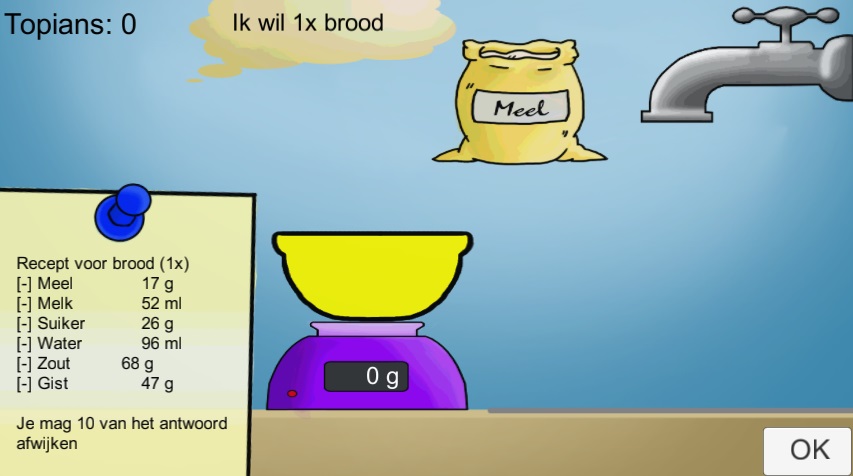 Topians: 0
Ik wil 1x brood
Meel
Recept voor brood (1x)
[-] Meel 17 g
[-] Melk 52 ml
[-] Suiker 26 g
[-] Water 96 ml
[-] Zout 68 g
[-] Gist 47 g
Je mag 10 van het antwoord
afwijken
0 g
OK